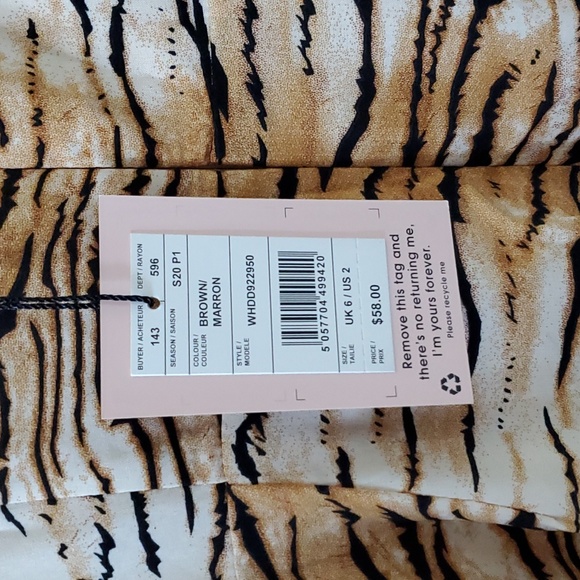 BUYER / ACHETEUR DEPT / RAYON
143 596
SEASON / SAISON S20 P1
COLOUR/ BROWN/
COULEUR MARRON
STYLE / WHDD922950
MODELE
5 057704 499420
SIZE / UK 6 / US 2
TAILLE
PRICE / $58.00
PRIX
Remove this tag and
there's no returning me,
I'm yours forever.
Please recycle me